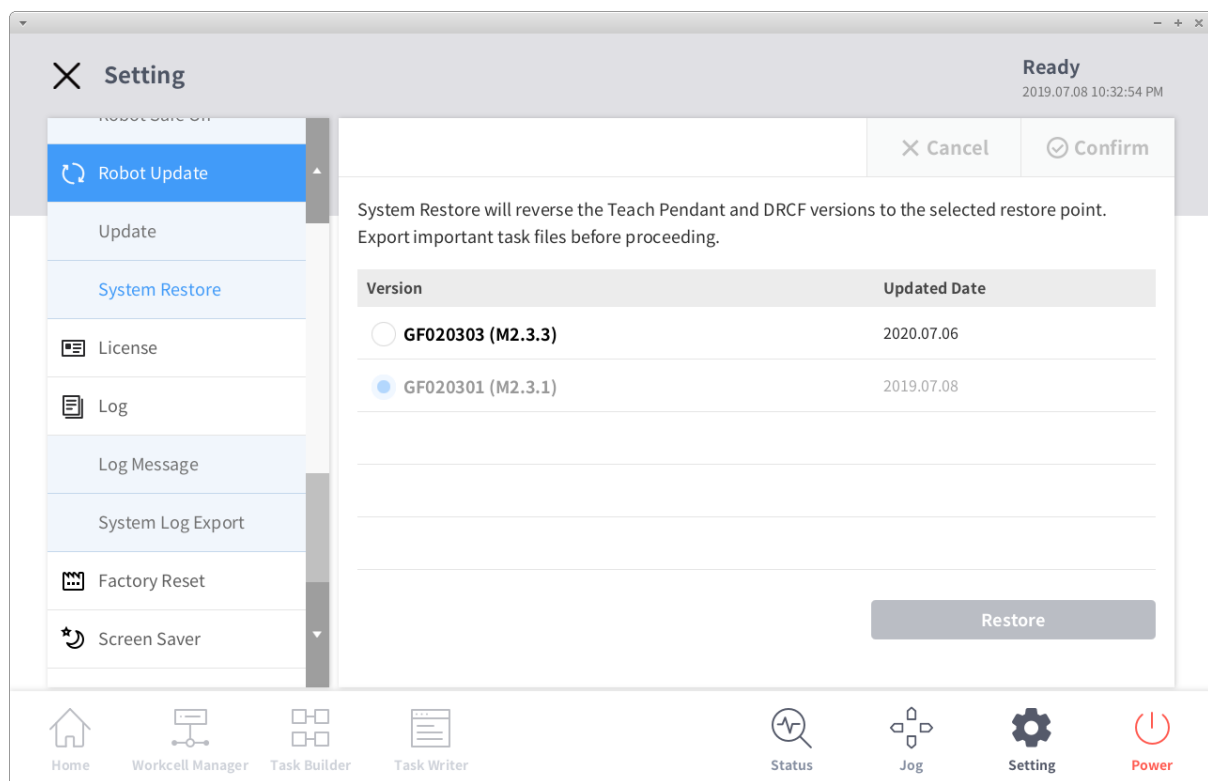 Setting
Ready
2019.07.08 10:32:54 PM
Robot Update
Update
System Restore
License
Log
Log Message
System Log Export
Factory Reset
Screen Saver
Cancel
Confirm
System Restore will reverse the Teach Pendant and DRCF versions to the selected restore point.
Export important task files before proceeding.
Version Updated Date
GF020303 (M2.3.3) 2020.07.06
GF020301 (M2.3.1) 2019.07.08
Restore
Home
Workcell Manager
Task Builder
Task Writer
Status
Jog
Setting
Power